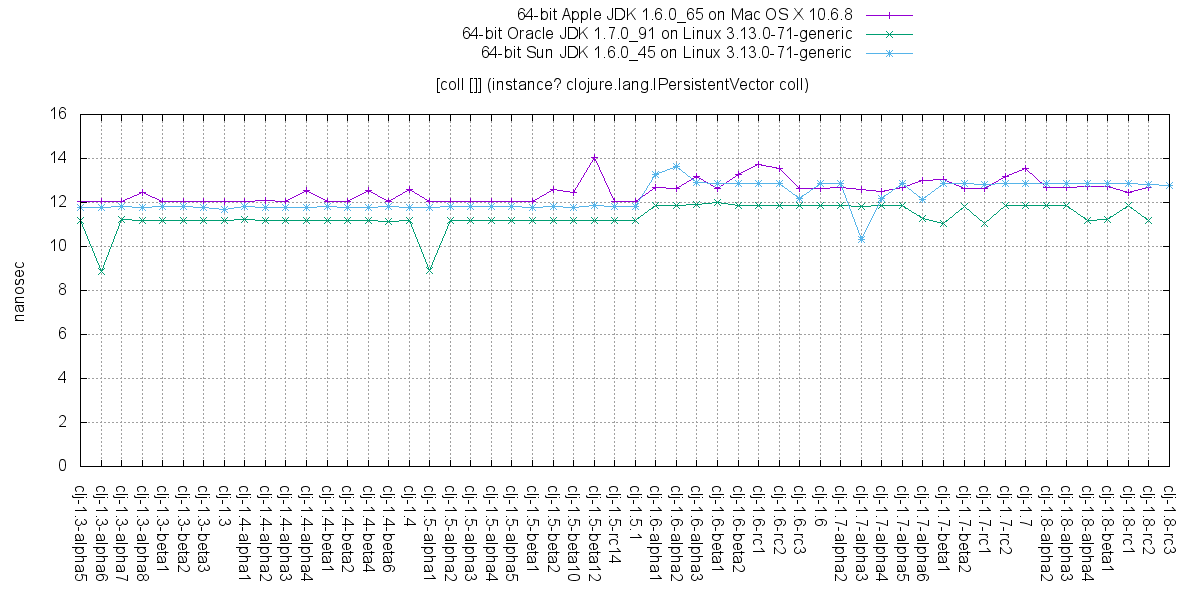 64-bit Apple JDK 1.6.0_65 on Mac OS X 10.6.8
64-bit Oracle JDK 1.7.0_91 on Linux 3.13.0-71-generic
64-bit Sun JDK 1.6.0_45 on Linux 3.13.0-71-generic
[coll []] (instance? clojure.lang.IPersistentVector coll)
16
14
12
10
8
6
4
2
0
nanosec
clj-1.3-alpha5
clj-1.3-alpha6
clj-1.3-alpha7
clj-1.3-alpha8
clj-1.3-beta1
clj-1.3-beta2
clj-1.3-beta3
clj-1.3
clj-1.4-alpha1
clj-1.4-alpha2
clj-1.4-alpha3
clj-1.4-alpha4
clj-1.4-beta1
clj-1.4-beta2
clj-1.4-beta4
clj-1.4-beta6
clj-1.4
clj-1.5-alpha1
clj-1.5-alpha2
clj-1.5-alpha3
clj-1.5-alpha4
clj-1.5-alpha5
clj-1.5-beta1
clj-1.5-beta2
clj-1.5-beta10
clj-1.5-beta12
clj-1.5-rc14
clj-1.5.1
clj-1.6-alpha1
clj-1.6-alpha2
clj-1.6-alpha3
clj-1.6-beta1
clj-1.6-beta2
clj-1.6-rc1
clj-1.6-rc2
clj-1.6-rc3
clj-1.6
clj-1.7-alpha2
clj-1.7-alpha3
clj-1.7-alpha4
clj-1.7-alpha5
clj-1.7-alpha6
clj-1.7-beta1
clj-1.7-beta2
clj-1.7-rc1
clj-1.7-rc2
clj-1.7
clj-1.8-alpha2
clj-1.8-alpha3
clj-1.8-alpha4
clj-1.8-beta1
clj-1.8-rc1
clj-1.8-rc2
clj-1.8-rc3